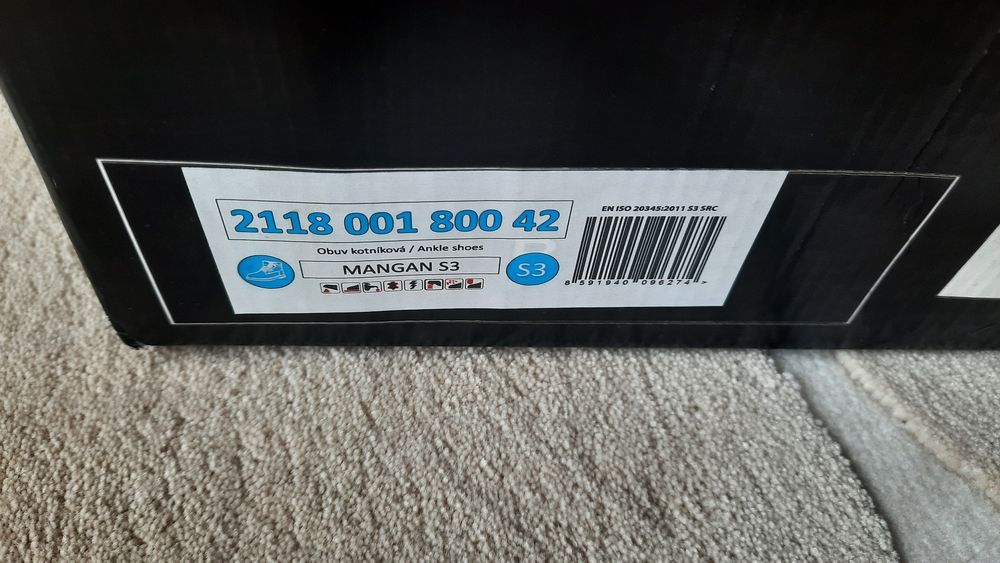 2118 001 800 42
Obuv kotníková / Ankle shoes
MANGAN S3
S3
EN ISO 20345:2011 S3 SRC
8 591940 096274 >